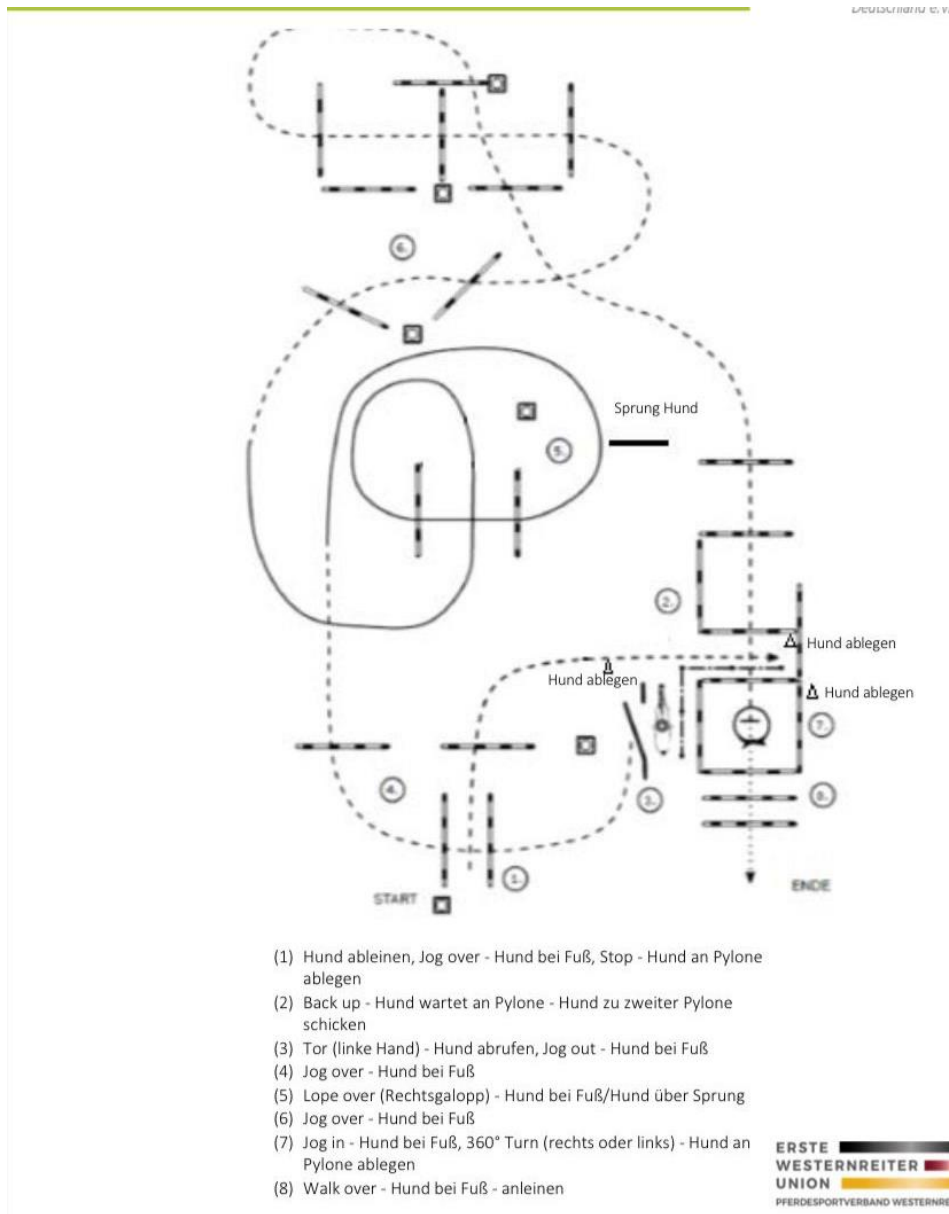 Deutschland e.V.
6.
Sprung Hund
5.
2.
Hund ablegen
Hund ablegen
Hund ablegen
7.
4.
3.
8.
1.
START
ENDE
(1) Hund ableinen, Jog over - Hund bei Fuß, Stop - Hund an Pylone
ablegen
(2) Back up - Hund wartet an Pylone - Hund zu zweiter Pylone
schicken
(3) Tor (linke Hand) - Hund abrufen, Jog out - Hund bei Fuß
(4) Jog over - Hund bei Fuß
(5) Lope over (Rechtsgalopp) - Hund bei Fuß/Hund über Sprung
(6) Jog over - Hund bei Fuß
(7) Jog in - Hund bei Fuß, 360° Turn (rechts oder links) - Hund an
Pylone ablegen
(8) Walk over - Hund bei Fuß - anleinen
ERSTE
WESTERNREITER
UNION
PFERDESPORTVERBAND WESTERNRE